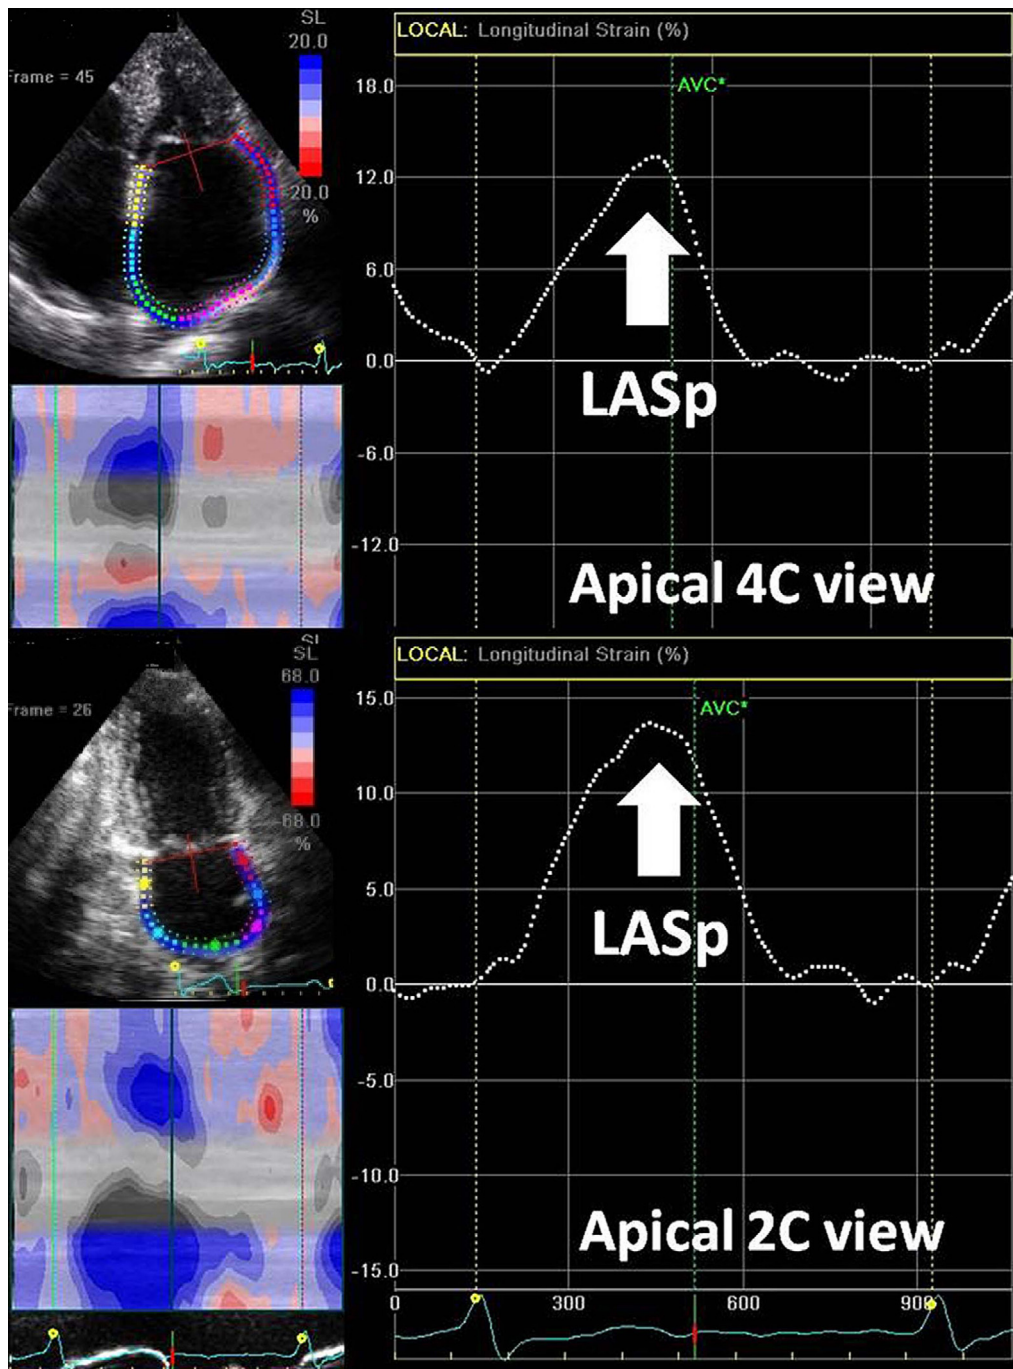 SL
20.0
Frame = 45
-20.0
%
LOCAL: Longitudinal Strain (%)
18.0
AVC*
12.0
6.0
0.0
LASp
-6.0
-12.0
Apical 4C view
SL
68.0
Frame = 26
-68.0
%
LOCAL: Longitudinal Strain (%)
15.0
AVC*
10.0
5.0
LASp
0.0
-5.0
-10.0
Apical 2C view
-15.0
0 300 600 900